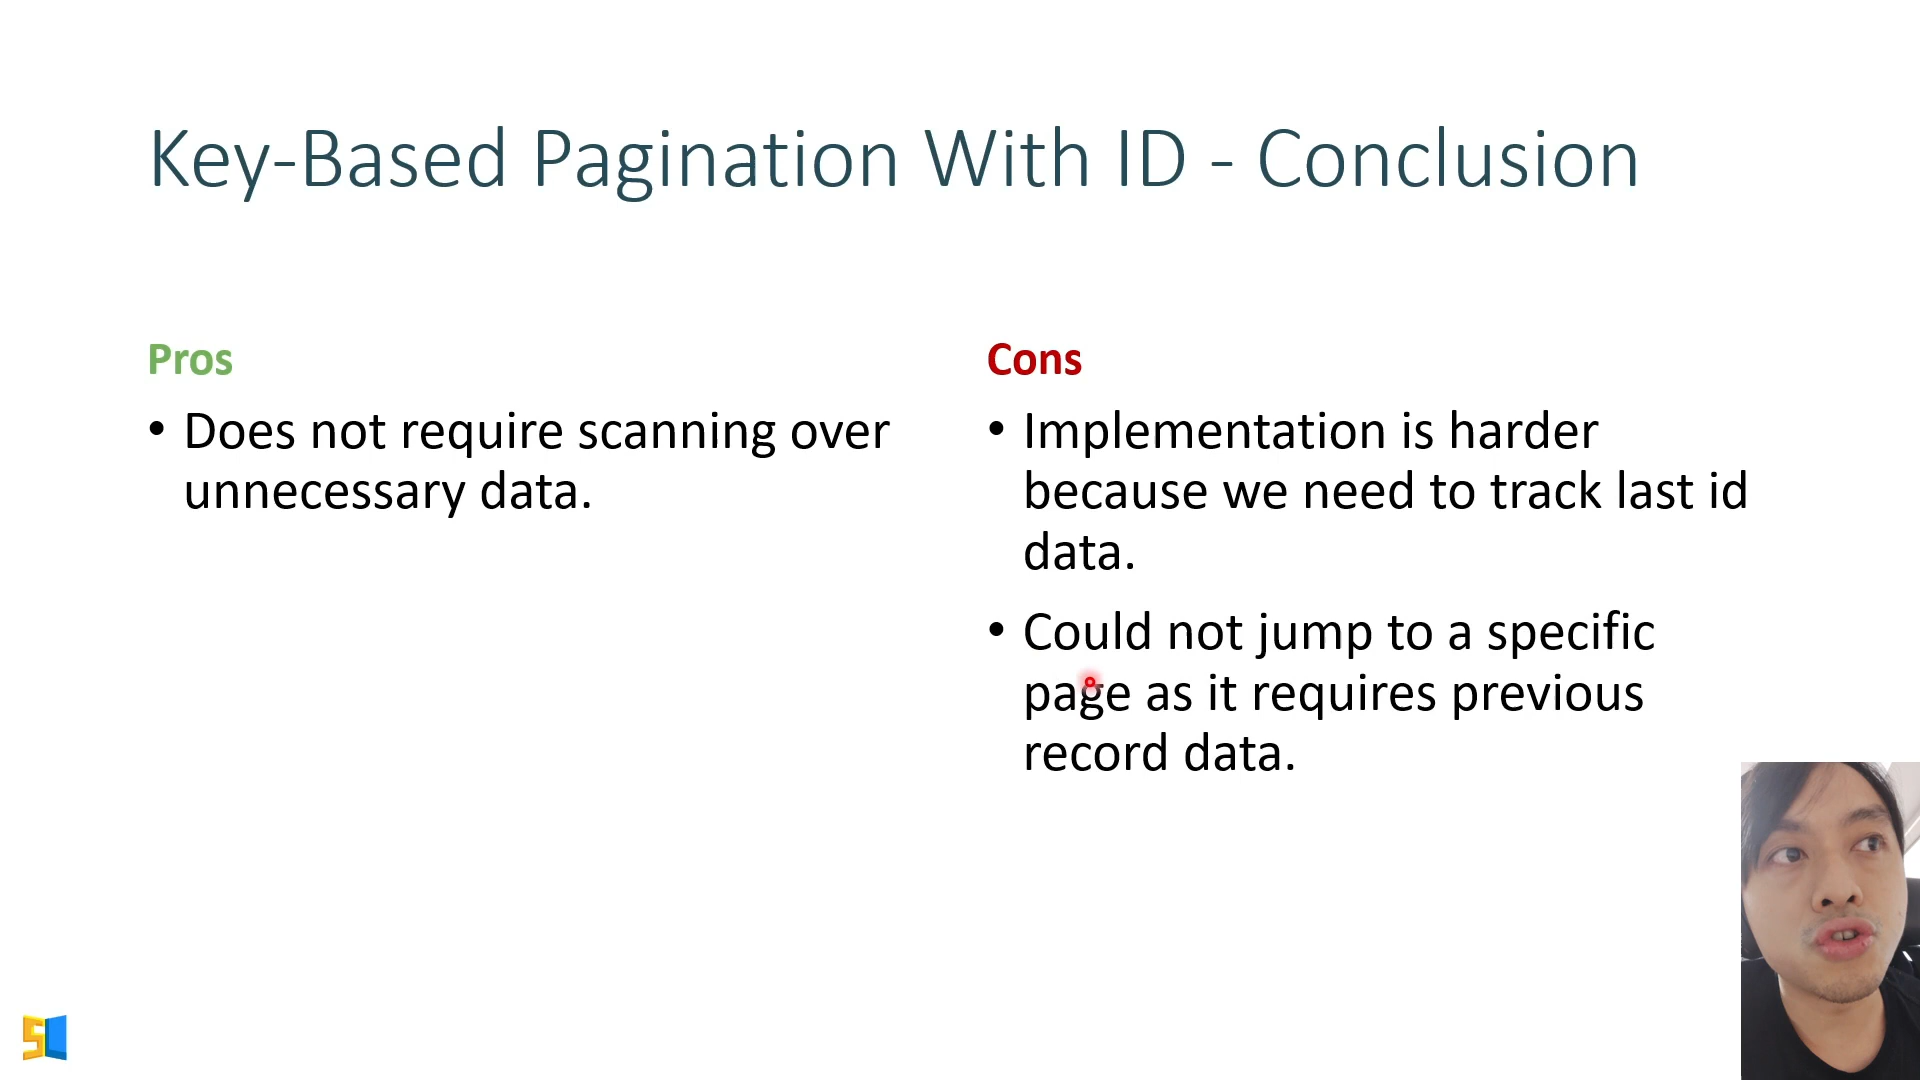 Key-Based Pagination With ID - Conclusion
Pros
• Does not require scanning over
unnecessary data.
Cons
• Implementation is harder
because we need to track last id
data.
• Could not jump to a specific
page as it requires previous
record data.